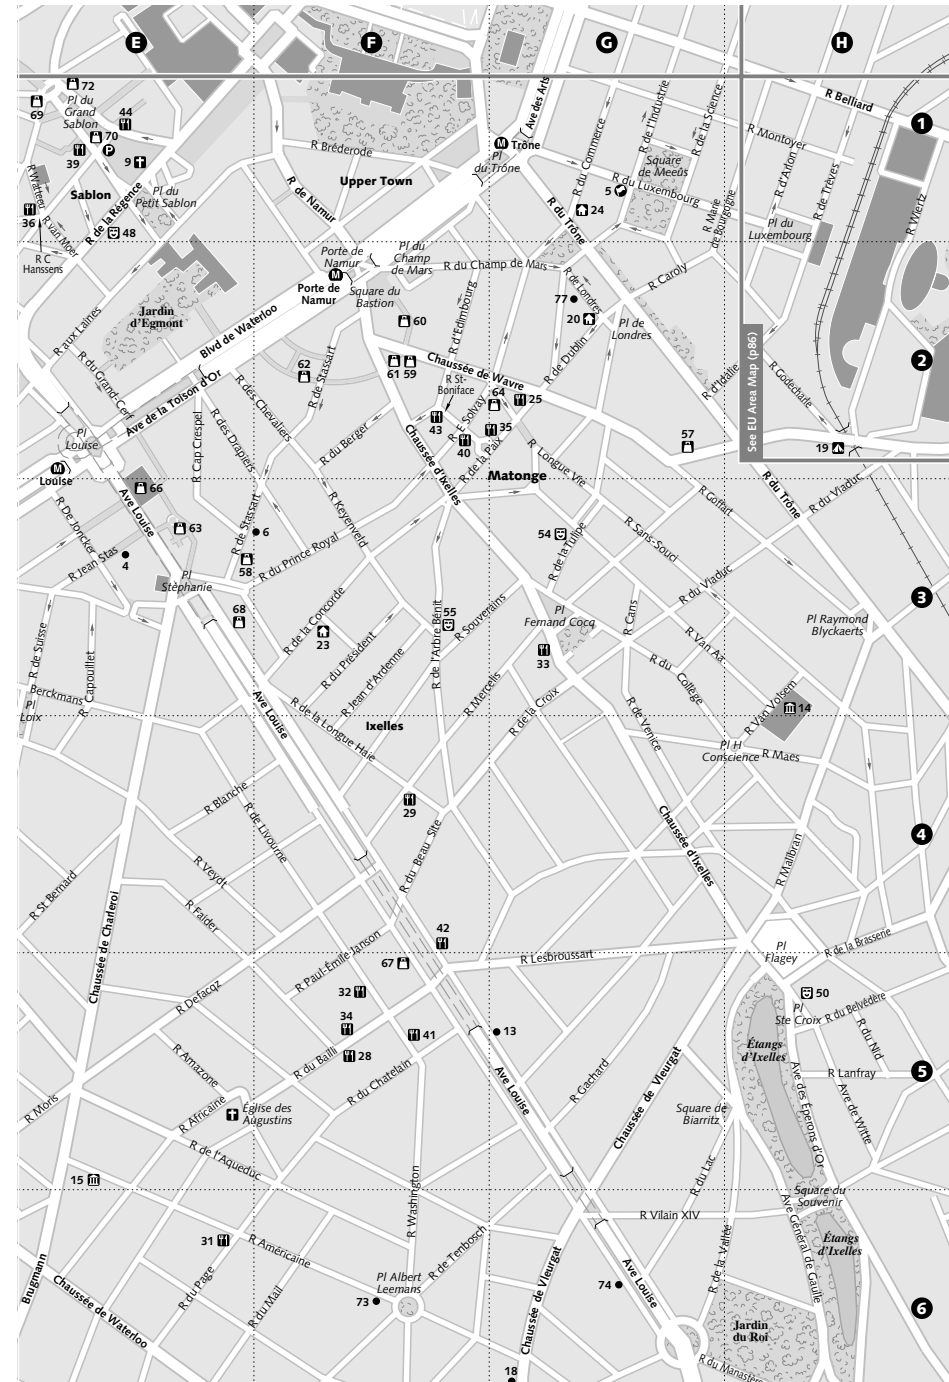 E
F
G
H
1
2
3
4
5
6
72
69
Pl du
Grand
Sablon
44
70
P
39
9
R Watteeu
Sablon
36
R van Moer
R de la Régence
Pl du
Petit Sablon
48
R C
Hanssens
R Bréderode
Upper Town
R de Namur
M
Trône
Pl
du Trône
Ave des Arts
R du Commerce
R de l'Industrie
R de la Science
Square
de Meeûs
5
R du Luxembourg
24
R du Trône
R Marie
de Bourgogne
R Belliard
R Montoyer
R d'Arlon
R de Trèves
Pl du
Luxembourg
R Wiertz
Porte de
Namur
M
Porte de
Namur
Pl du
Champ
de Mars
R du Champ de Mars
Square du
Bastion
R d'Edimbourg
R de Londres
77
20
R de Dublin
Pl de
Londres
R Caroly
R d'Idalie
R Godecharle
See EU Area Map (p86)
19
Jardin
d'Egmont
R aux Laines
R du Grand-Cerf
Blvd de Waterloo
Ave de la Toison d'Or
60
62
61
59
R de Stassart
Chaussée de Wavre
R St-
Boniface
64
25
43
R E Solvay
35
40
R de la Paix
Matonge
R Longue Vie
57
Pl
Louise
M
Louise
R Cap Crespel
R des Drapiers
R des Chevaliers
R du Berger
Chaussée d'Ixelles
R Keyenveld
66
Ave Louise
R De Joncker
63
R de Stassart
6
58
R du Prince Royal
R Jean Stas
4
Pl
Stéphanie
54
R de la Tulipe
R Sans-Souci
R Goffart
R du Trône
R du Viaduc
R du Viaduc
68
R de la Concorde
23
R du Président
R Jean d'Ardenne
R de l'Arbre Bénit
55
R Souverains
Pl
Fernand Cocq
R Cans
33
R Van Aa
Pl Raymond
Blyckaerts
R de Suisse
R Capouillet
Berckmans
Pl
Loix
Ave Louise
R de la Longue Haie
Ixelles
R Mercelis
R de la Croix
R du Collège
R de Venice
R Van Volsem
14
Pl H
Conscience
R Maes
R Blanche
R de Livourne
29
R du Beau Site
Chaussée d'Ixelles
R Malibran
R Veydt
R Faider
R St Bernard
Chaussée de Charleroi
R Defacqz
R Paul-Émile Janson
42
67
R Lesbroussart
Pl
Flagey
R de la Brasserie
32
34
28
41
13
R du Bailli
R du Chatelain
50
Pl
Ste Croix
R du Belvédère
R du Nid
Étangs
d'Ixelles
R Lanfray
Ave des Éperons d'Or
Ave de Witte
R Moris
R Amazone
R Africaine
Église des
Augustins
R de l'Aqueduc
Ave Louise
R Gachard
Chaussée de Vleurgat
Square de
Biarritz
R du Lac
Square du
Souvenir
15
R Washington
R Vilain XIV
31
R Américaine
R du Page
R du Mail
R de Tenbosch
Pl Albert
Leemans
73
Chaussée de Vleurgat
74
Ave Louise
R de la Vallée
Ave Général de Gaulle
Étangs
d'Ixelles
Jardin
du Roi
Brugmann
Chaussée de Waterloo
18
R du Monastère